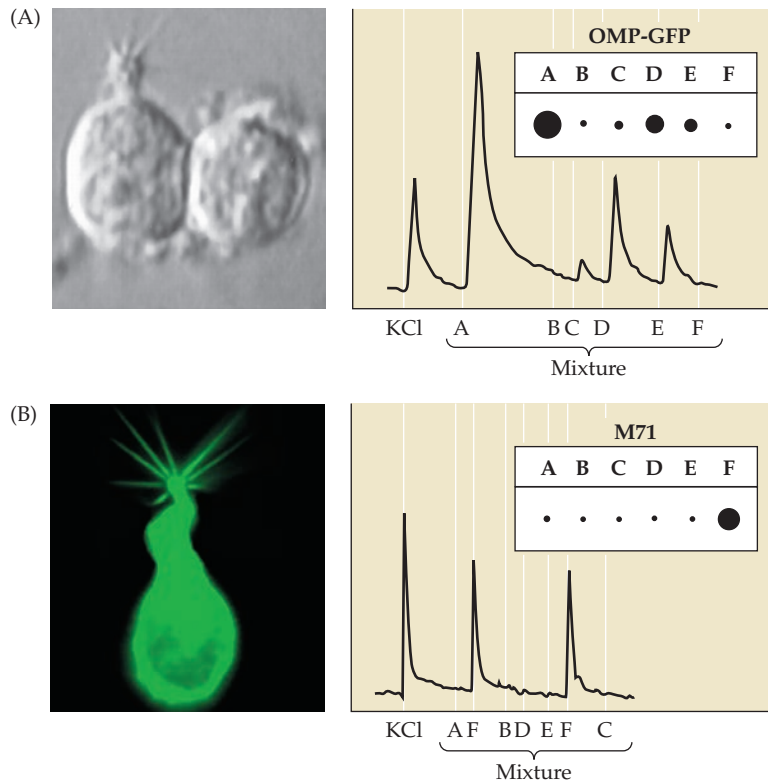 (A)
OMP-GFP
A B C D E F
KCl A B C D E F
Mixture
(B)
M71
A B C D E F
KCl A F B D E F C
Mixture